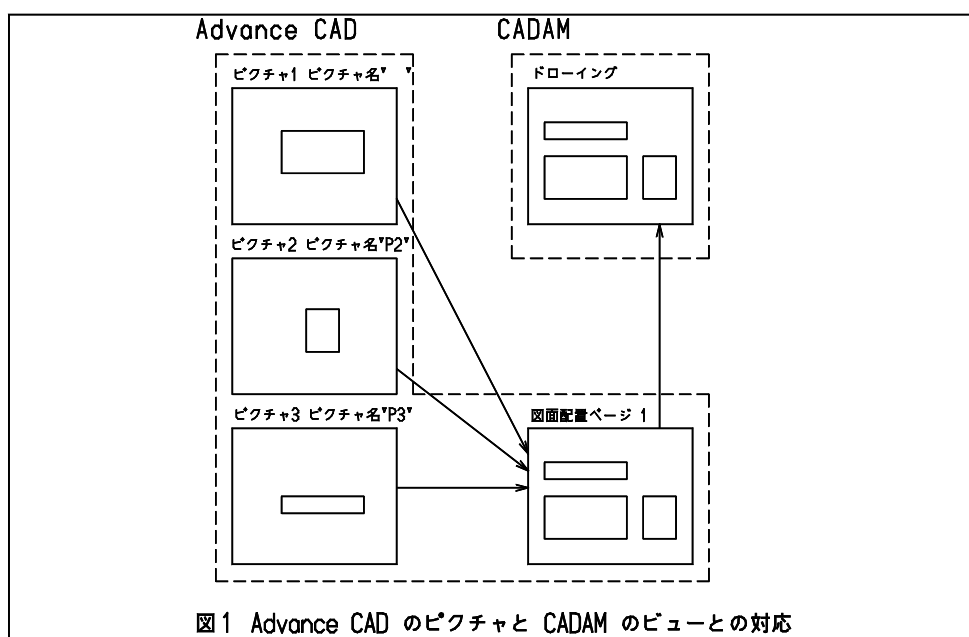 Advance CAD
CADAM
ピクチャ1 ピクチャ名" "
ドローイング
ピクチャ2 ピクチャ名"P2"
ピクチャ3 ピクチャ名"P3"
図面配置ページ 1
図1 Advance CAD のピクチャと CADAM のビューとの対応